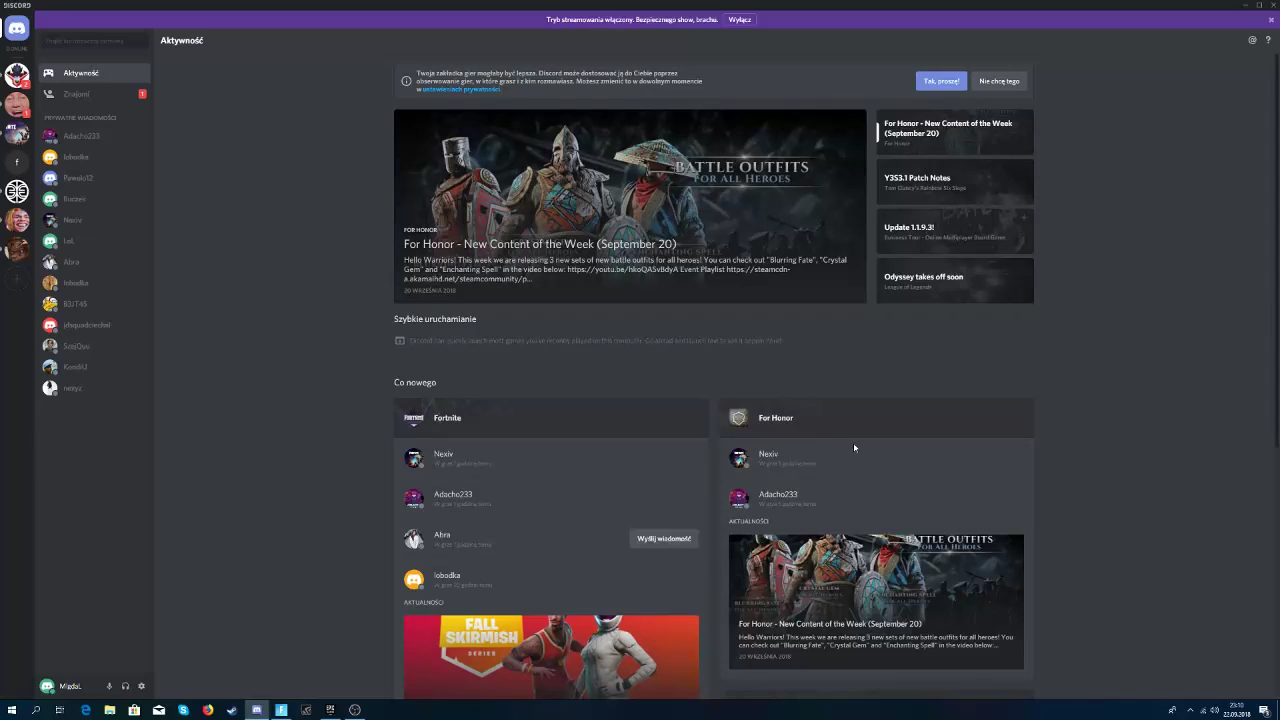 DISCORD
Tryb streamowania włączony. Bezpiecznego show, brachu.
Wyłącz
Aktywność
Aktywność
Znajomi
1
PRYWATNE WIADOMOŚCI
Adacho233
lobodka
Pawelo12
Buczek
Nexiv
LoL
Abra
lobodka
SzejQuu
nexyz
MigdaL
Twoja zakładka gier mogłaby być lepsza. Discord może dostosować ją do Ciebie poprzez
obserwowanie gier, w które grasz i z kim rozmawiasz. Możesz zmienić to w dowolnym momencie
w ustawieniach prywatności.
Tak, proszę!
Nie chcę tego
BATTLE OUTFITS
FOR ALL HEROES
FOR HONOR
For Honor - New Content of the Week (September 20)
Hello Warriors! This week we are releasing 3 new sets of new battle outfits for all heroes! You can check out "Blurring Fate", "Crystal
Gem" and "Enchanting Spell" in the video below: https://youtu.be/hkoQASvBdyA Event Playlist https://steamcdn-
a.akamaihd.net/steamcommunity/p...
20 WRZEŚNIA 2018
For Honor - New Content of the Week
(September 20)
For Honor
Y3S3.1 Patch Notes
Tom Clancy's Rainbow Six Siege
Update 1.1.9.3!
Odyssey takes off soon
League of Legends
Szybkie uruchamianie
Co nowego
Fortnite
Nexiv
Adacho233
Abra
Wyślij wiadomość
lobodka
AKTUALNOŚCI
FALL
SKIRMISH
SERIES
For Honor
Nexiv
Adacho233
AKTUALNOŚCI
BATTLE OUTFITS
FOR ALL HEROES
CRYSTAL GEM
ENCHANTING SPELL
For Honor - New Content of the Week (September 20)
Hello Warriors! This week we are releasing 3 new sets of new battle outfits for all heroes! You
can check out "Blurring Fate", "Crystal Gem" and "Enchanting Spell" in the video below ...
20 WRZEŚNIA 2018
23:10
22.09.2018